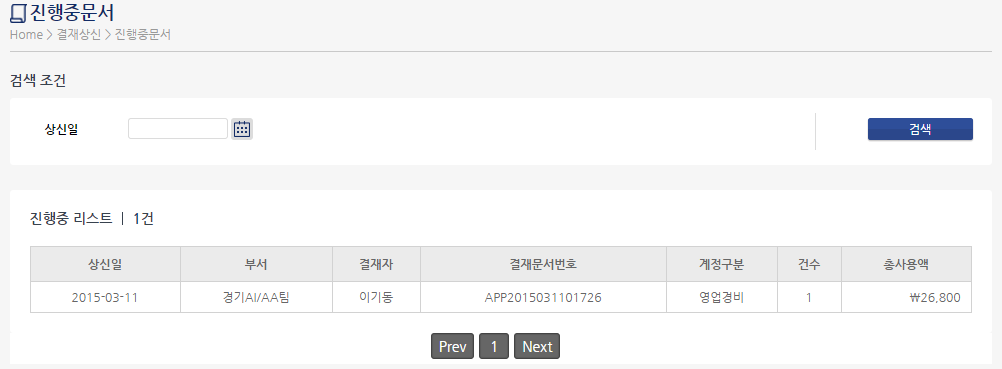 진행중문서
Home > 결재상신 > 진행중문서
검색 조건
상신일 검색
진행중 리스트 | 1건
상신일 부서 결재자 결재문서번호 계정구분 건수 총사용액
2015-03-11 경기AI/AA팀 이기동 APP2015031101726 영업경비 1 ₩26,800
Prev 1 Next